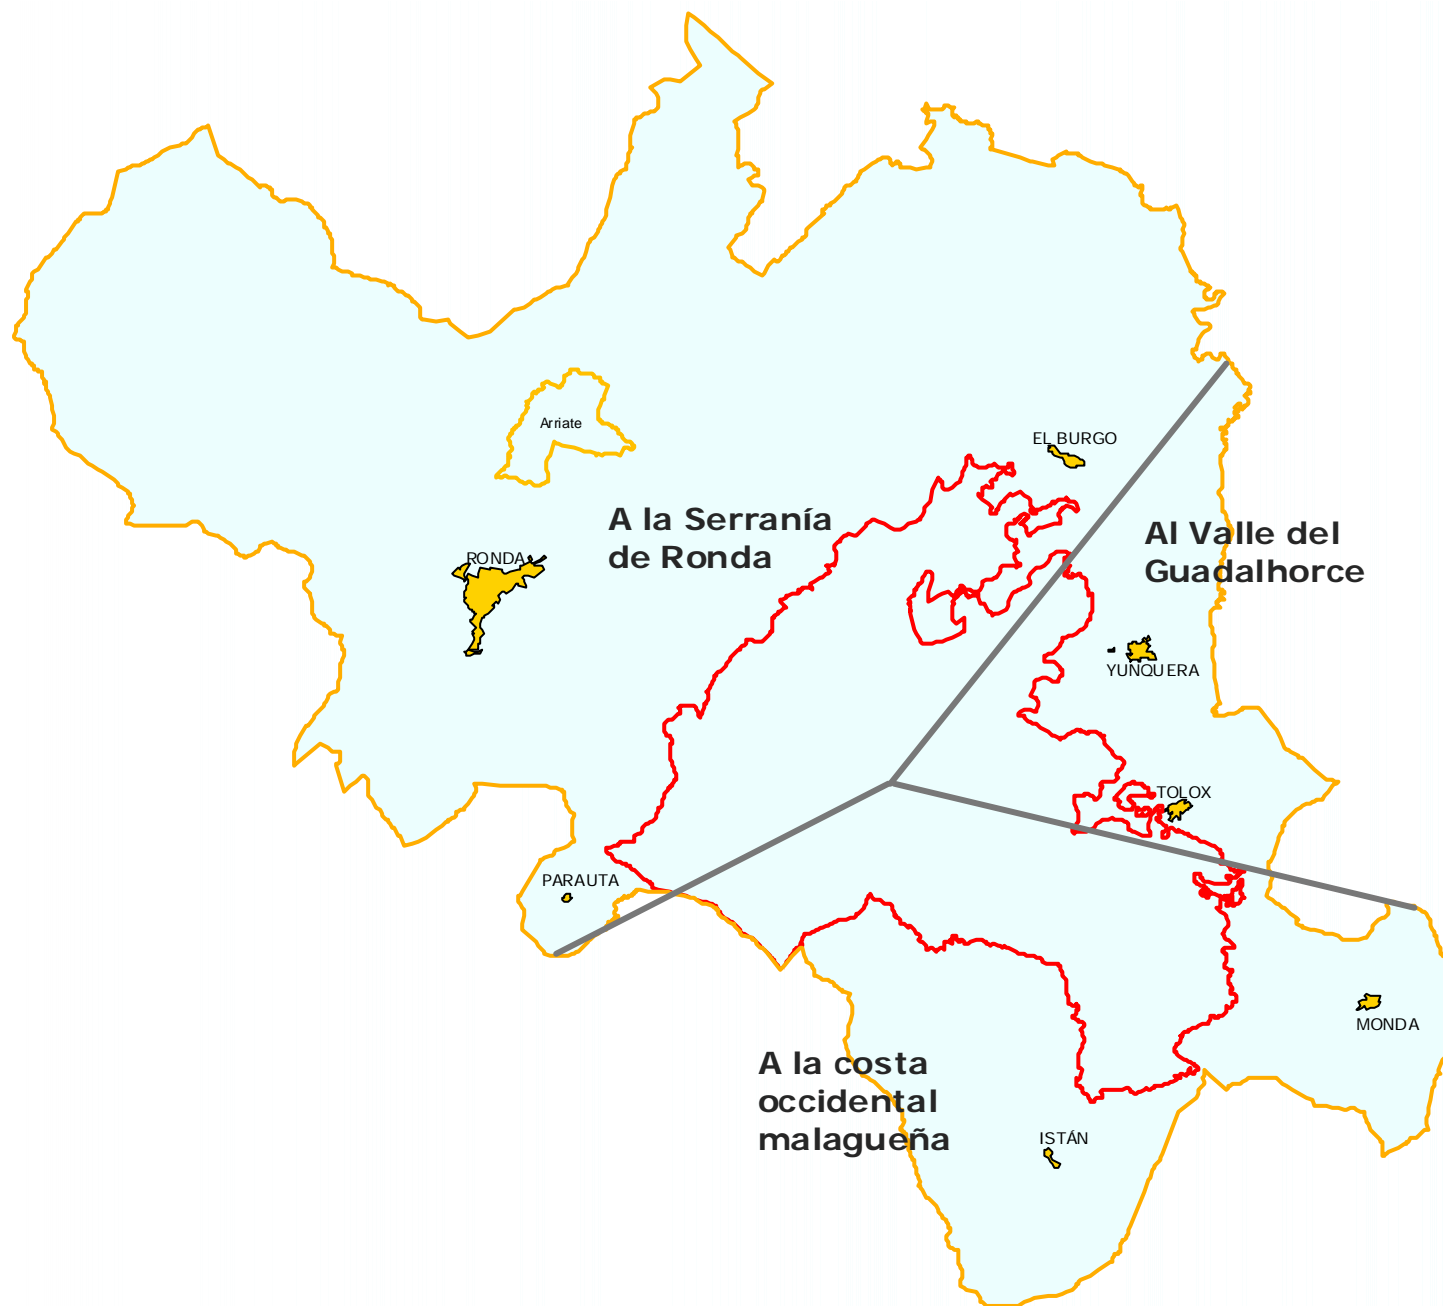 Arriate
EL BURGO
A la Serranía
de Ronda
Al Valle del
Guadalhorce
RONDA
YUNQUERA
TOLOX
PARAUTA
MONDA
A la costa
occidental
malagueña
ISTÁN